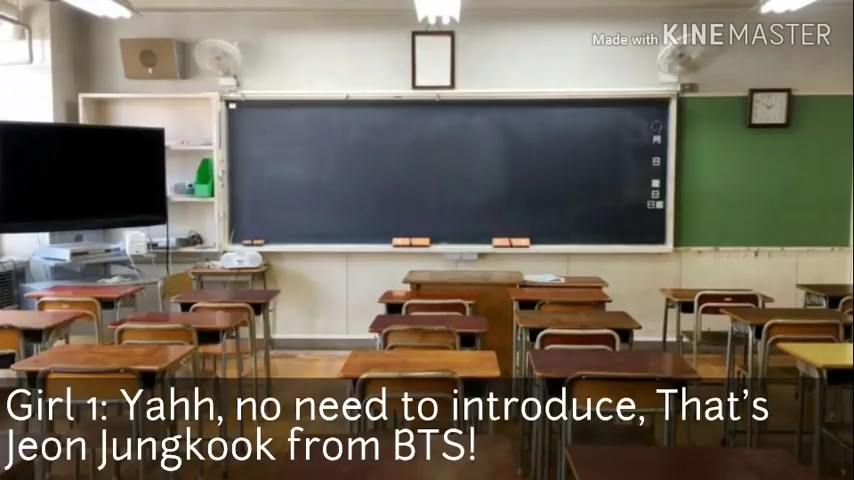 Made with KINEMASTER
Girl 1: Yahh, no need to introduce, That's
Jeon Jungkook from BTS!